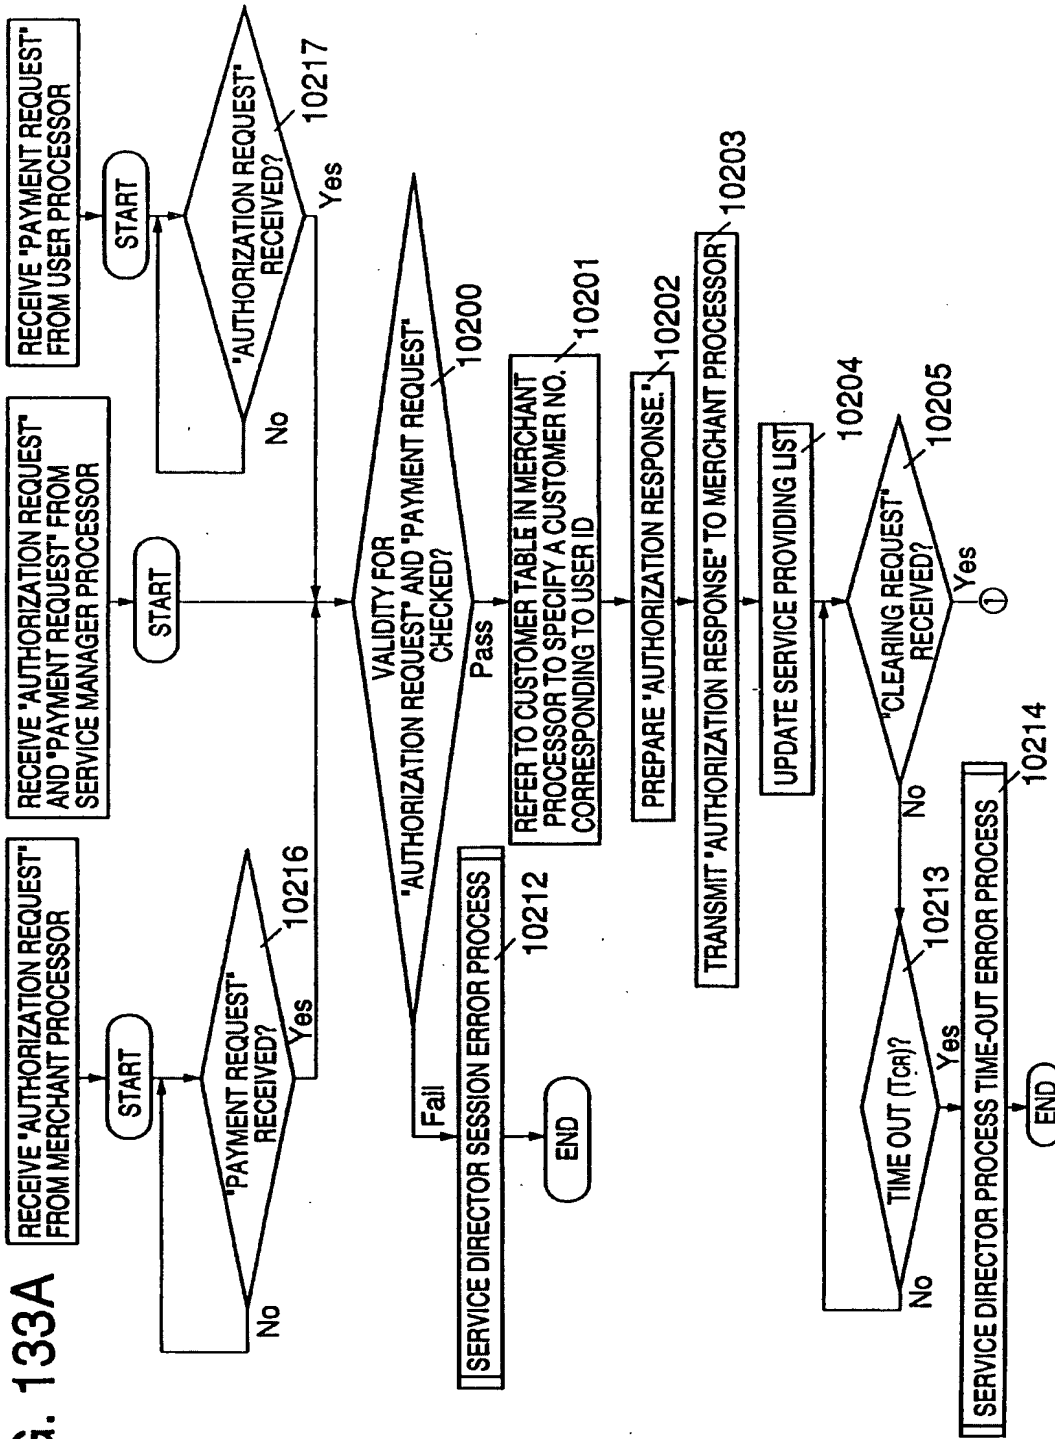 G. 133A
RECEIVE "AUTHORIZATION REQUEST"
FROM MERCHANT PROCESSOR
START
"PAYMENT REQUEST"
RECEIVED?
10216
No
Yes
RECEIVE "AUTHORIZATION REQUEST"
AND "PAYMENT REQUEST" FROM
SERVICE MANAGER PROCESSOR
START
RECEIVE "PAYMENT REQUEST"
FROM USER PROCESSOR
START
"AUTHORIZATION REQUEST"
RECEIVED?
10217
No
Yes
VALIDITY FOR
"AUTHORIZATION REQUEST" AND "PAYMENT REQUEST"
CHECKED?
10200
Fail
Pass
SERVICE DIRECTOR SESSION ERROR PROCESS
10212
END
REFER TO CUSTOMER TABLE IN MERCHANT
PROCESSOR TO SPECIFY A CUSTOMER NO.
CORRESPONDING TO USER ID
10201
PREPARE "AUTHORIZATION RESPONSE."
10202
TRANSMIT "AUTHORIZATION RESPONSE" TO MERCHANT PROCESSOR
10203
UPDATE SERVICE PROVIDING LIST
10204
"CLEARING REQUEST"
RECEIVED?
10205
No
Yes
1
TIME OUT (TCR)?
10213
No
Yes
SERVICE DIRECTOR PROCESS TIME-OUT ERROR PROCESS
10214
END